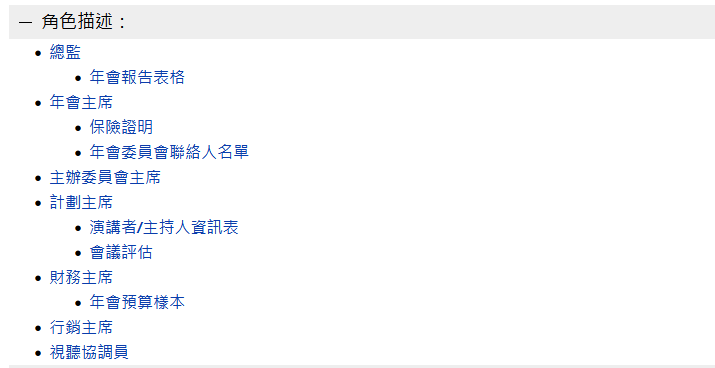 — 角色描述：
總監
年會報告表格
年會主席
保險證明
年會委員會聯絡人名單
主辦委員會主席
計劃主席
演講者/主持人資訊表
會議評估
財務主席
年會預算樣本
行銷主席
視聽協調員